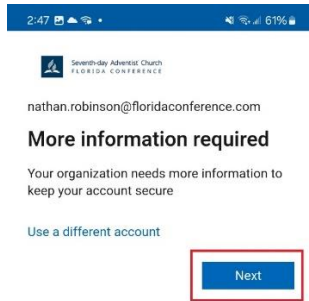 2:47 61%
Seventh-day Adventist Church
FLORIDA CONFERENCE
nathan.robinson@floridaconference.com
More information required
Your organization needs more information to
keep your account secure
Use a different account
Next